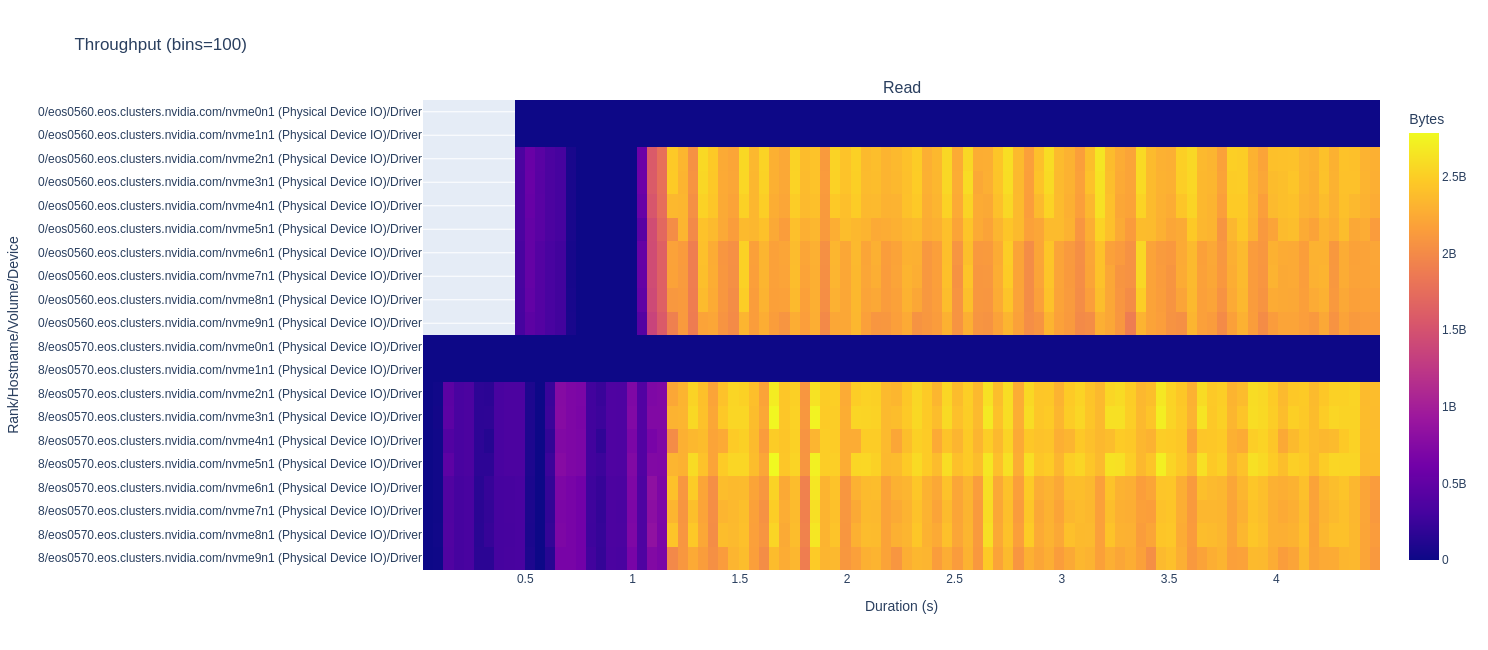 Throughput (bins=100)
Read
0/eos0560.eos.clusters.nvidia.com/nvme0n1 (Physical Device IO)/Driver
0/eos0560.eos.clusters.nvidia.com/nvme1n1 (Physical Device IO)/Driver
0/eos0560.eos.clusters.nvidia.com/nvme2n1 (Physical Device IO)/Driver
0/eos0560.eos.clusters.nvidia.com/nvme3n1 (Physical Device IO)/Driver
0/eos0560.eos.clusters.nvidia.com/nvme4n1 (Physical Device IO)/Driver
0/eos0560.eos.clusters.nvidia.com/nvme5n1 (Physical Device IO)/Driver
0/eos0560.eos.clusters.nvidia.com/nvme6n1 (Physical Device IO)/Driver
0/eos0560.eos.clusters.nvidia.com/nvme7n1 (Physical Device IO)/Driver
0/eos0560.eos.clusters.nvidia.com/nvme8n1 (Physical Device IO)/Driver
0/eos0560.eos.clusters.nvidia.com/nvme9n1 (Physical Device IO)/Driver
8/eos0570.eos.clusters.nvidia.com/nvme0n1 (Physical Device IO)/Driver
8/eos0570.eos.clusters.nvidia.com/nvme1n1 (Physical Device IO)/Driver
8/eos0570.eos.clusters.nvidia.com/nvme2n1 (Physical Device IO)/Driver
8/eos0570.eos.clusters.nvidia.com/nvme3n1 (Physical Device IO)/Driver
8/eos0570.eos.clusters.nvidia.com/nvme4n1 (Physical Device IO)/Driver
8/eos0570.eos.clusters.nvidia.com/nvme5n1 (Physical Device IO)/Driver
8/eos0570.eos.clusters.nvidia.com/nvme6n1 (Physical Device IO)/Driver
8/eos0570.eos.clusters.nvidia.com/nvme7n1 (Physical Device IO)/Driver
8/eos0570.eos.clusters.nvidia.com/nvme8n1 (Physical Device IO)/Driver
8/eos0570.eos.clusters.nvidia.com/nvme9n1 (Physical Device IO)/Driver
Rank/Hostname/Volume/Device
0.5 1 1.5 2 2.5 3 3.5 4
Duration (s)
Bytes
2.5B
2B
1.5B
1B
0.5B
0